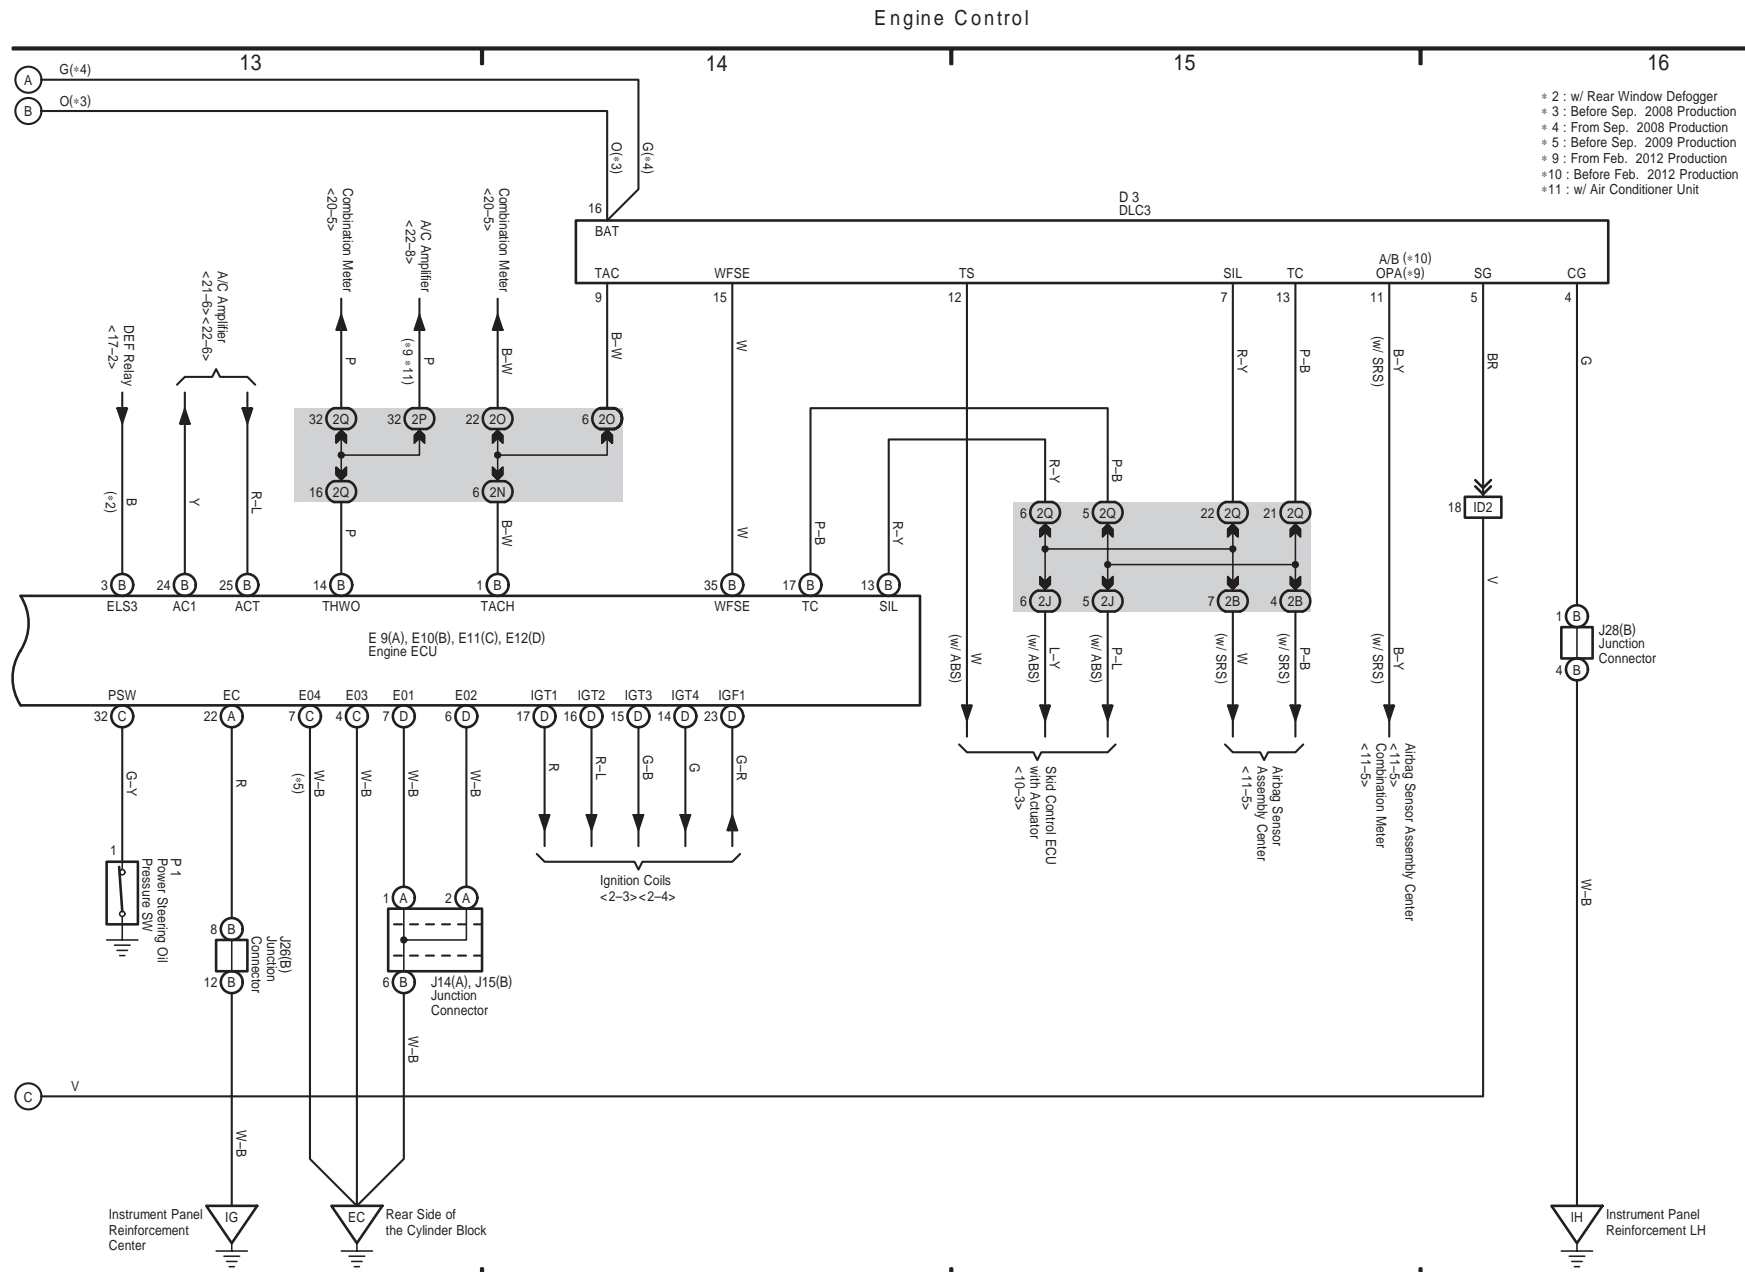 Engine Control
13
14
15
16
A
G(*4)
B
O(*3)
* 2 : w/ Rear Window Defogger
* 3 : Before Sep. 2008 Production
* 4 : From Sep. 2008 Production
* 5 : Before Sep. 2009 Production
* 9 : From Feb. 2012 Production
*10 : Before Feb. 2012 Production
*11 : w/ Air Conditioner Unit
O(*3)
G(*4)
D 3
DLC3
16
BAT
TAC
WFSE
TS
SIL
TC
A/B (*10)
OPA(*9)
SG
CG
9
15
12
7
13
11
5
4
DEF Relay
<17–2>
A/C Amplifier
<21–6><22–6>
Combination Meter
<20–5>
A/C Amplifier
<22–8>
Combination Meter
<20–5>
P
P
(*9 *11)
B–W
B–W
W
R–Y
P–B
B–Y
(w/ SRS)
BR
G
32 2Q
32 2P
22 2O
6 2O
16 2Q
6 2N
B
(*2)
Y
R–L
P
B–W
W
P–B
R–Y
R–Y
P–B
6 2Q
5 2Q
22 2Q
21 2Q
6 2J
5 2J
7 2B
4 2B
18 ID2
V
3 B
24 B
25 B
14 B
1 B
35 B
17 B
13 B
ELS3
AC1
ACT
THWO
TACH
WFSE
TC
SIL
E 9(A), E10(B), E11(C), E12(D)
Engine ECU
PSW
EC
E04
E03
E01
E02
IGT1
IGT2
IGT3
IGT4
IGF1
32 C
22 A
7 C
4 C
7 D
6 D
17 D
16 D
15 D
14 D
23 D
W
(w/ ABS)
L–Y
(w/ ABS)
P–L
(w/ ABS)
W
(w/ SRS)
P–B
(w/ SRS)
B–Y
(w/ SRS)
1 B
J28(B)
Junction
Connector
4 B
G–Y
R
W–B
(*5)
W–B
W–B
W–B
R
R–L
G–B
G
G–R
Skid Control ECU
with Actuator
<10–3>
Airbag Sensor
Assembly Center
<11–5>
Airbag Sensor Assembly Center
<11–5>
Combination Meter
<11–5>
Ignition Coils
<2–3><2–4>
1
P 1
Power Steering Oil
Pressure SW
8 B
J26(B)
Junction
Connector
12 B
1 A
2 A
6 B
J14(A), J15(B)
Junction
Connector
W–B
W–B
C
V
W–B
Instrument Panel
Reinforcement
Center
IG
EC
Rear Side of
the Cylinder Block
IH
Instrument Panel
Reinforcement LH